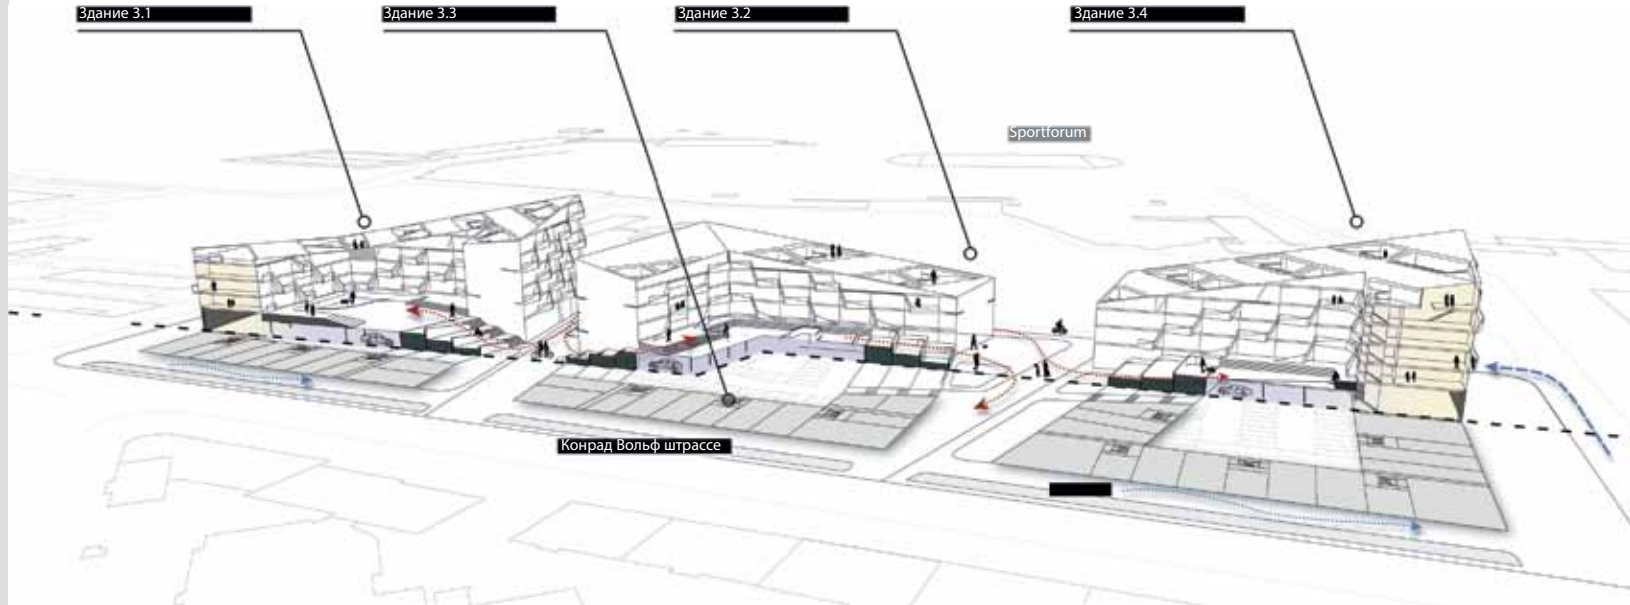 Здание 3.1
Здание 3.3
Здание 3.2
Здание 3.4
Sportforum
Конрад Вольф штрассе